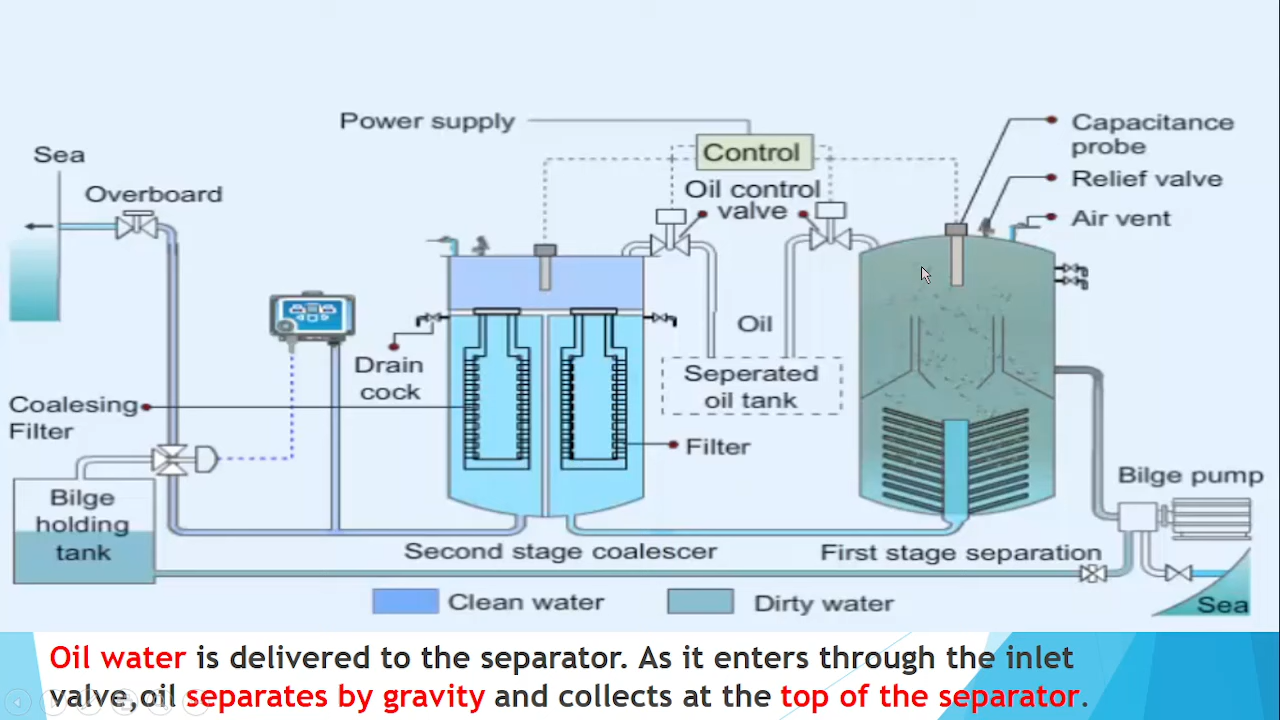 Power supply
Control
Capacitance
probe
Sea
Overboard
Oil control
valve
Relief valve
Air vent
Oil
Drain
cock
Seperated
oil tank
Coalesing
Filter
Filter
Bilge
holding
tank
Bilge pump
Second stage coalescer
First stage separation
Clean water
Dirty water
Sea
Oil water is delivered to the separator. As it enters through the inlet
valve,oil separates by gravity and collects at the top of the separator.